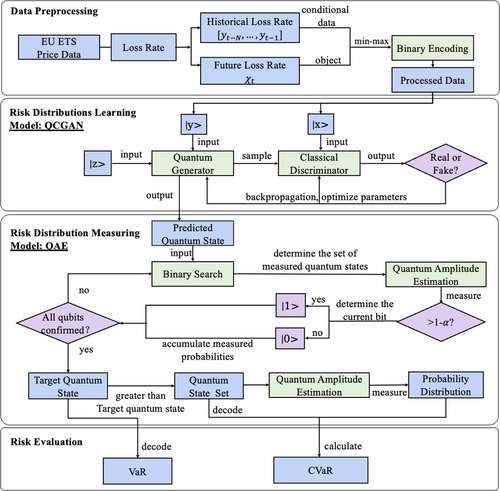 Data Preprocessing
EU ETS
Price Data
Loss Rate
Historical Loss Rate
[y_{t-N}, ..., y_{t-1}]
Future Loss Rate
χ_t
conditional
data
object
min-max
Binary Encoding
Processed Data
Risk Distributions Learning
Model: QCGAN
|y>
|x>
input
input
|z>
input
Quantum
Generator
sample
Classical
Discriminator
output
Real or
Fake?
backpropagation, optimize parameters
output
Risk Distribution Measuring
Model: QAE
Predicted
Quantum State
input
Binary Search
determine the set of
measured quantum states
Quantum Amplitude
Estimation
measure
no
All
qubits
confirmed?
|1>
yes
determine the
current bit
|0>
no
>1-α?
accumulate measured
probabilities
yes
Target Quantum
State
greater than
Target quantum state
Quantum
State Set
Quantum Amplitude
Estimation
measure
Probability
Distribution
decode
Risk Evaluation
decode
calculate
VaR
CVaR